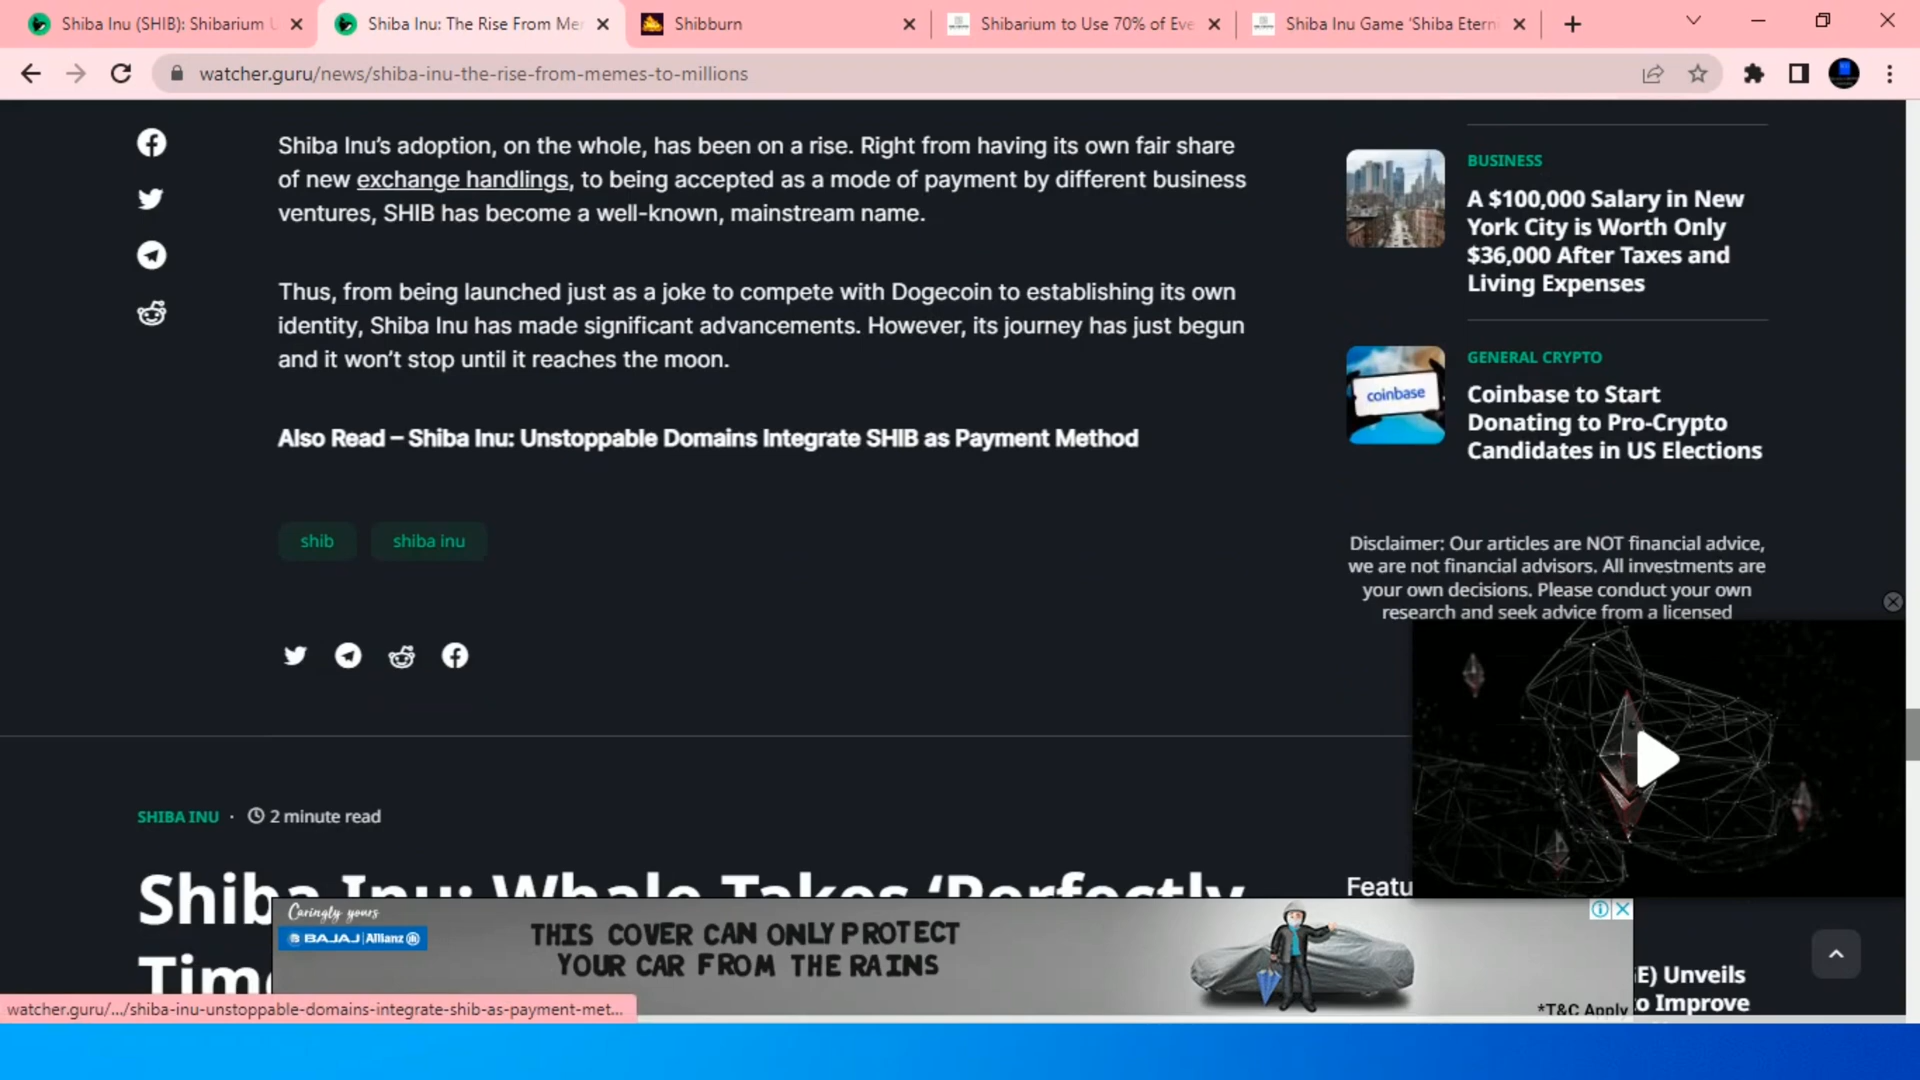 Shiba Inu (SHIB): Shibarium
Shiba Inu: The Rise From Me
Shibburn
Shibarium to Use 70% of Eve
Shiba Inu Game 'Shiba Eterni
watcher.guru/news/shiba-inu-the-rise-from-memes-to-millions
Shiba Inu's adoption, on the whole, has been on a rise. Right from having its own fair share
of new exchange handlings, to being accepted as a mode of payment by different business
ventures, SHIB has become a well-known, mainstream name.
Thus, from being launched just as a joke to compete with Dogecoin to establishing its own
identity, Shiba Inu has made significant advancements. However, its journey has just begun
and it won't stop until it reaches the moon.
Also Read – Shiba Inu: Unstoppable Domains Integrate SHIB as Payment Method
shib
shiba inu
BUSINESS
A $100,000 Salary in New
York City is Worth Only
$36,000 After Taxes and
Living Expenses
GENERAL CRYPTO
coinbase
Coinbase to Start
Donating to Pro-Crypto
Candidates in US Elections
Disclaimer: Our articles are NOT financial advice,
we are not financial advisors. All investments are
your own decisions. Please conduct your own
research and seek advice from a licensed
SHIBA INU · 2 minute read
Shiba Inu: Whale Takes 'Perfectly
Time
Featu
E) Unveils
to Improve
Caringly yours
BAJAJ Allianz
THIS COVER CAN ONLY PROTECT
YOUR CAR FROM THE RAINS
*T&C Apply
watcher.guru/.../shiba-inu-unstoppable-domains-integrate-shib-as-payment-met...